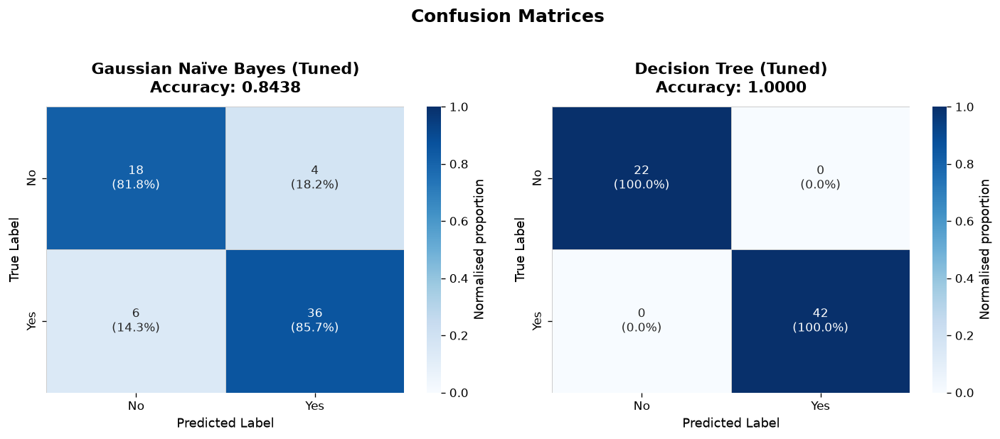 Confusion Matrices
Gaussian Naïve Bayes (Tuned)
Accuracy: 0.8438
True Label
No
Yes
18
(81.8%)
4
(18.2%)
6
(14.3%)
36
(85.7%)
No
Yes
Predicted Label
1.0
0.8
0.6
0.4
0.2
0.0
Normalised proportion
Decision Tree (Tuned)
Accuracy: 1.0000
True Label
No
Yes
22
(100.0%)
0
(0.0%)
0
(0.0%)
42
(100.0%)
No
Yes
Predicted Label
1.0
0.8
0.6
0.4
0.2
0.0
Normalised proportion